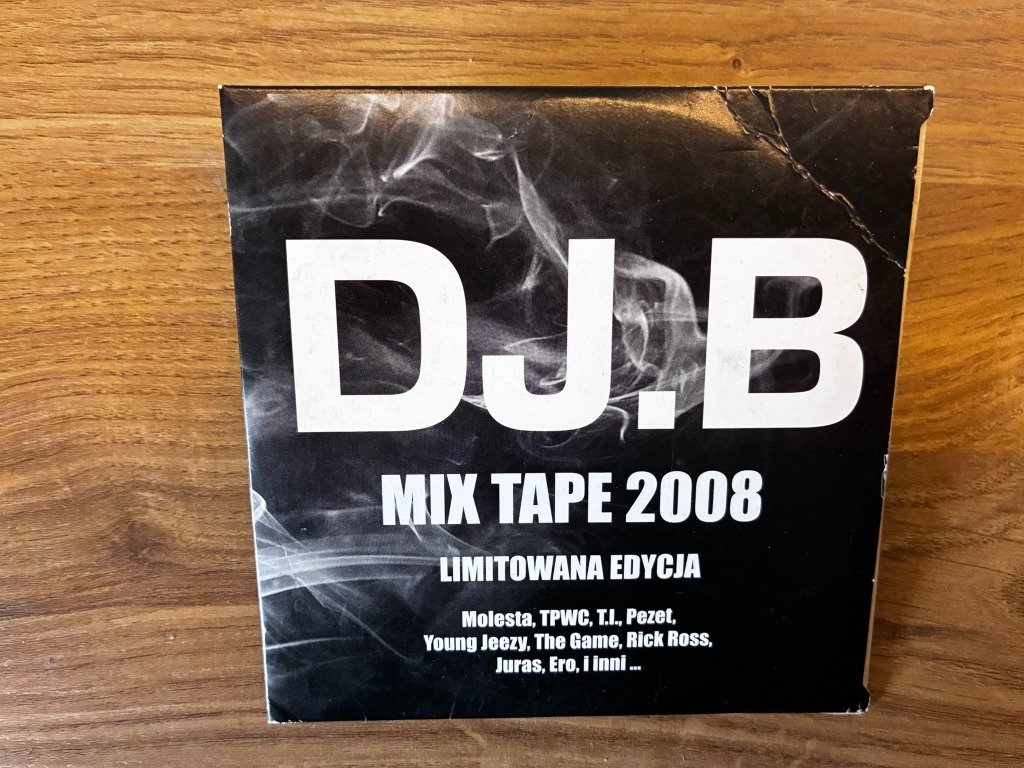 DJ.B
MIX TAPE 2008
LIMITOWANA EDYCJA
Molesta, TPWC, T.I., Pezet,
Young Jeezy, The Game, Rick Ross,
Juras, Ero, i inni ...